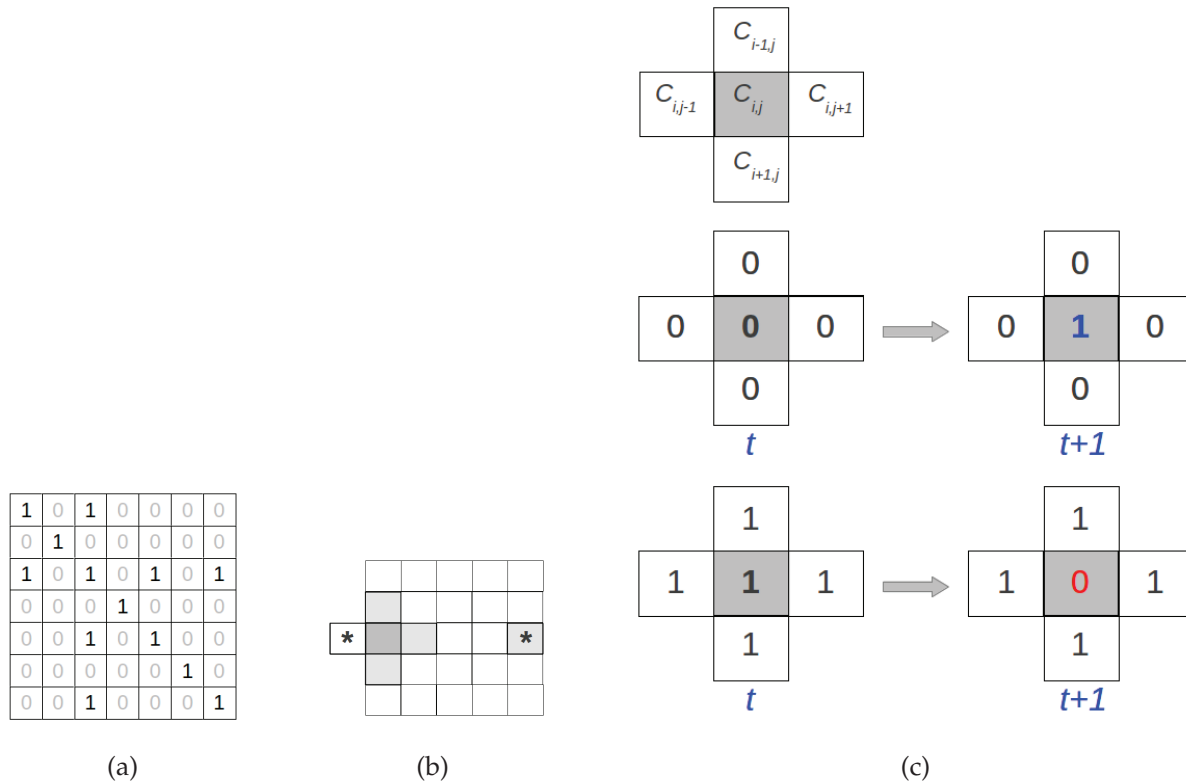 C i-1,j
C i,j-1 C i,j C i,j+1
C i+1,j
0 0
0 0 0 0 1 0
0 0
t t+1
1 1
1 1 1 1 0 1
1 1
t t+1
1 0 1 0 0 0 0
0 1 0 0 0 0 0
1 0 1 0 1 0 1
0 0 0 1 0 0 0
0 0 1 0 1 0 0
0 0 0 0 0 1 0
0 0 1 0 0 0 1
* *
(a) (b) (c)